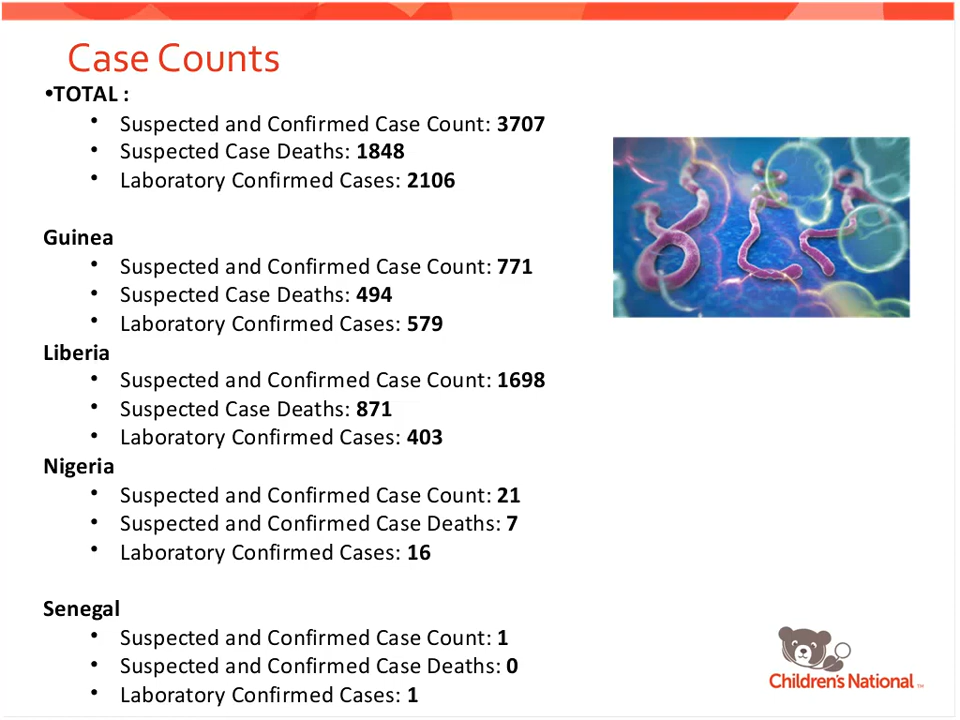 Case Counts
•TOTAL :
• Suspected and Confirmed Case Count: 3707
• Suspected Case Deaths: 1848
• Laboratory Confirmed Cases: 2106
Guinea
• Suspected and Confirmed Case Count: 771
• Suspected Case Deaths: 494
• Laboratory Confirmed Cases: 579
Liberia
• Suspected and Confirmed Case Count: 1698
• Suspected Case Deaths: 871
• Laboratory Confirmed Cases: 403
Nigeria
• Suspected and Confirmed Case Count: 21
• Suspected and Confirmed Case Deaths: 7
• Laboratory Confirmed Cases: 16
Senegal
• Suspected and Confirmed Case Count: 1
• Suspected and Confirmed Case Deaths: 0
• Laboratory Confirmed Cases: 1
Children's National ™